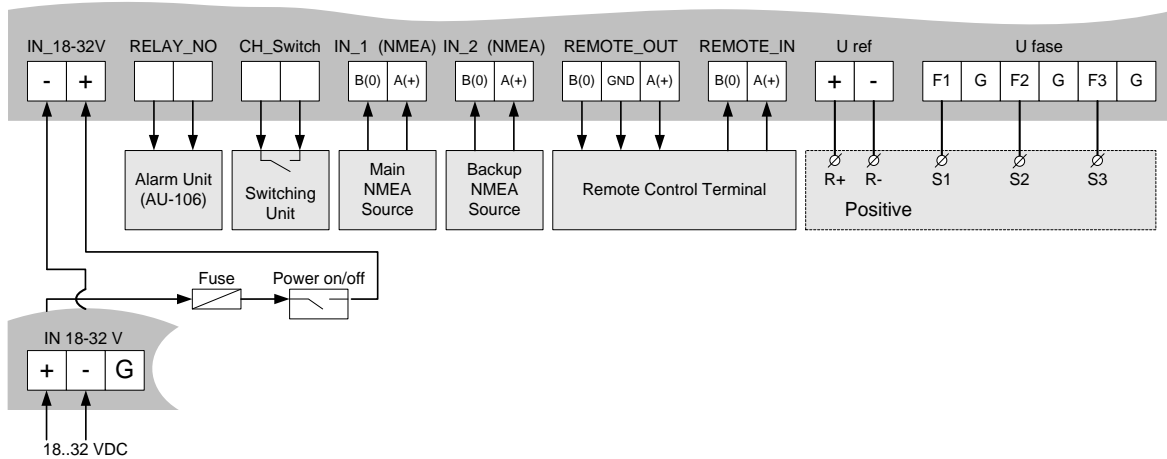 IN_18-32V RELAY_NO CH_Switch IN_1 (NMEA) IN_2 (NMEA) REMOTE_OUT REMOTE_IN U ref U fase
- + B(0) A(+) B(0) A(+) B(0) GND A(+) B(0) A(+) + - F1 G F2 G F3 G
Alarm Unit
(AU-106)
Switching
Unit
Main
NMEA
Source
Backup
NMEA
Source
Remote Control Terminal
R+ R- S1 S2 S3
Positive
Fuse Power on/off
IN 18-32 V
+ - G
18..32 VDC